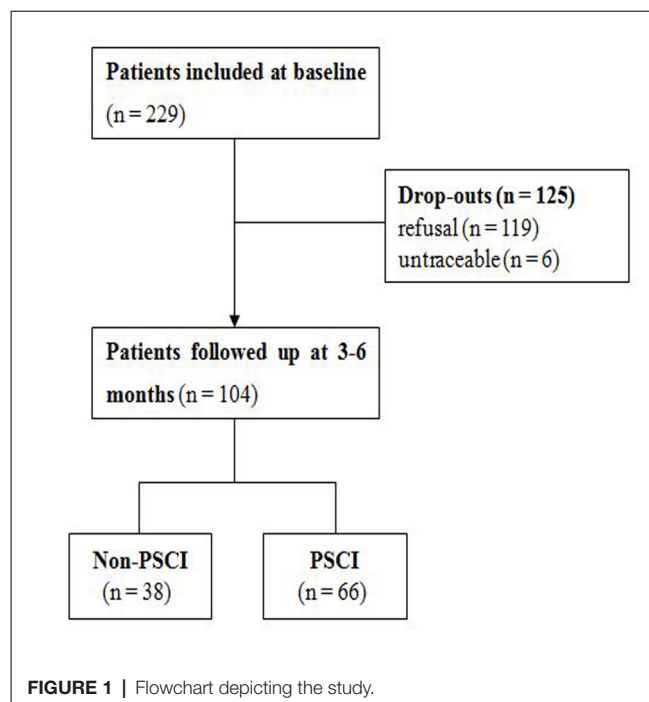 Patients included at baseline
(n = 229)
Drop-outs (n = 125)
refusal (n = 119)
untraceable (n = 6)
Patients followed up at 3-6
months (n = 104)
Non-PSCI
(n = 38)
PSCI
(n = 66)
FIGURE 1 | Flowchart depicting the study.